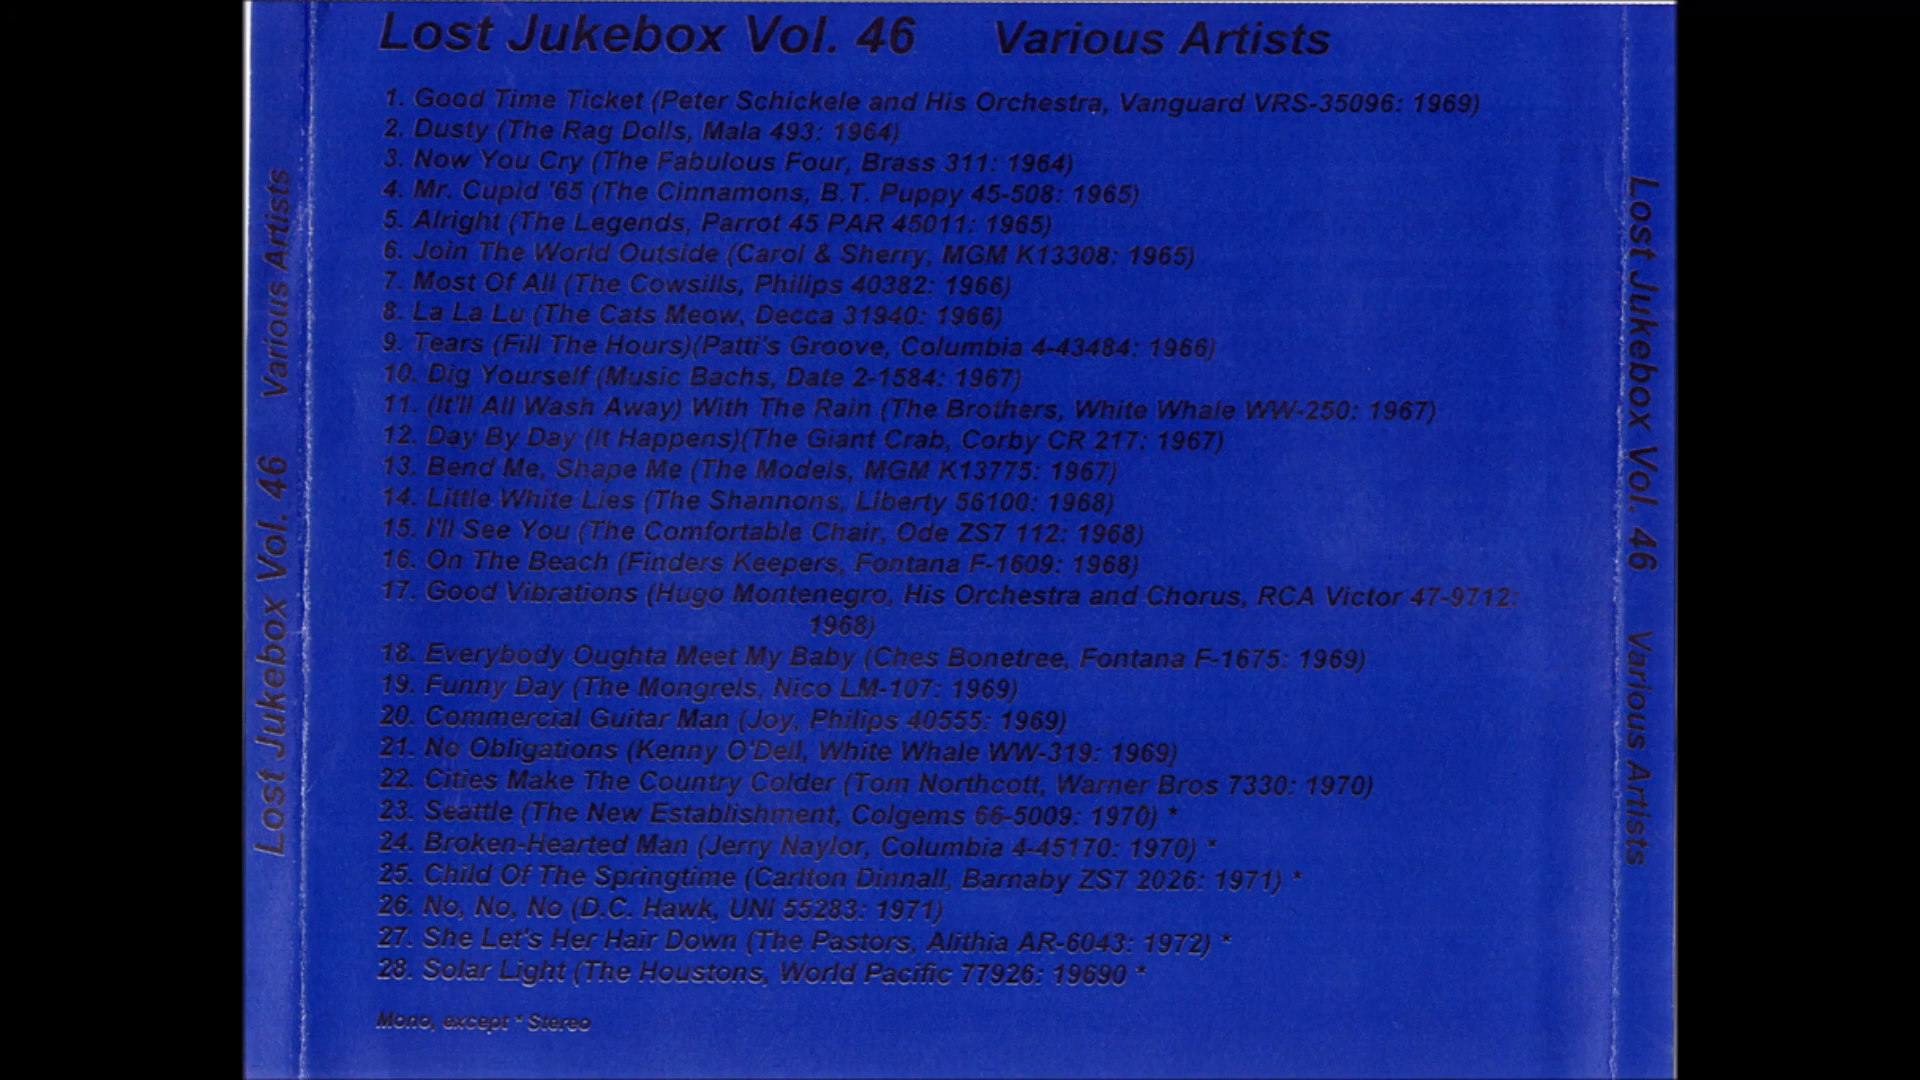 Lost Jukebox Vol. 46 Various Artists
1. Good Time Ticket (Peter Schickele and His Orchestra, Vanguard VRS-35096: 1969)
2. Dusty (The Rag Dolls, Mala 493: 1964)
3. Now You Cry (The Fabulous Four, Brass 311: 1964)
4. Mr. Cupid '65 (The Cinnamons, B.T. Puppy 45-508: 1965)
5. Alright (The Legends, Parrot 45 PAR 45011: 1965)
6. Join The World Outside (Carol & Sherry, MGM K13308: 1965)
7. Most Of All (The Cowsills, Philips 40382: 1966)
8. La La Lu (The Cats Meow, Decca 31940: 1966)
9. Tears (Fill The Hours)(Patti's Groove, Columbia 4-43484: 1966)
10. Dig Yourself (Music Bachs, Date 2-1584: 1967)
11. (It'll All Wash Away) With The Rain (The Brothers, White Whale WW-250: 1967)
12. Day By Day (It Happens)(The Giant Crab, Corby CR 217: 1967)
13. Bend Me, Shape Me (The Models, MGM K13775: 1967)
14. Little White Lies (The Shannons, Liberty 56100: 1968)
15. I'll See You (The Comfortable Chair, Ode ZS7 112: 1968)
16. On The Beach (Finders Keepers, Fontana F-1609: 1968)
17. Good Vibrations (Hugo Montenegro, His Orchestra and Chorus, RCA Victor 47-9712:
1968)
18. Everybody Oughta Meet My Baby (Ches Bonetree, Fontana F-1675: 1969)
19. Funny Day (The Mongrels, Nico LM-107: 1969)
20. Commercial Guitar Man (Joy, Philips 40555: 1969)
21. No Obligations (Kenny O'Dell, White Whale WW-319: 1969)
22. Cities Make The Country Colder (Tom Northcott, Warner Bros 7330: 1970)
23. Seattle (The New Establishment, Colgems 66-5009: 1970) *
24. Broken-Hearted Man (Jerry Naylor, Columbia 4-45170: 1970) *
25. Child Of The Springtime (Carlton Dinnall, Barnaby ZS7 2026: 1971) *
26. No, No, No (D.C. Hawk, UNI 55283: 1971)
27. She Let's Her Hair Down (The Pastors, Alithia AR-6043: 1972) *
28. Solar Light (The Houstons, World Pacific 77926: 19690 *
Mono, except * Stereo
Lost Jukebox Vol. 46 Various Artists
Lost Jukebox Vol. 46 Various Artists